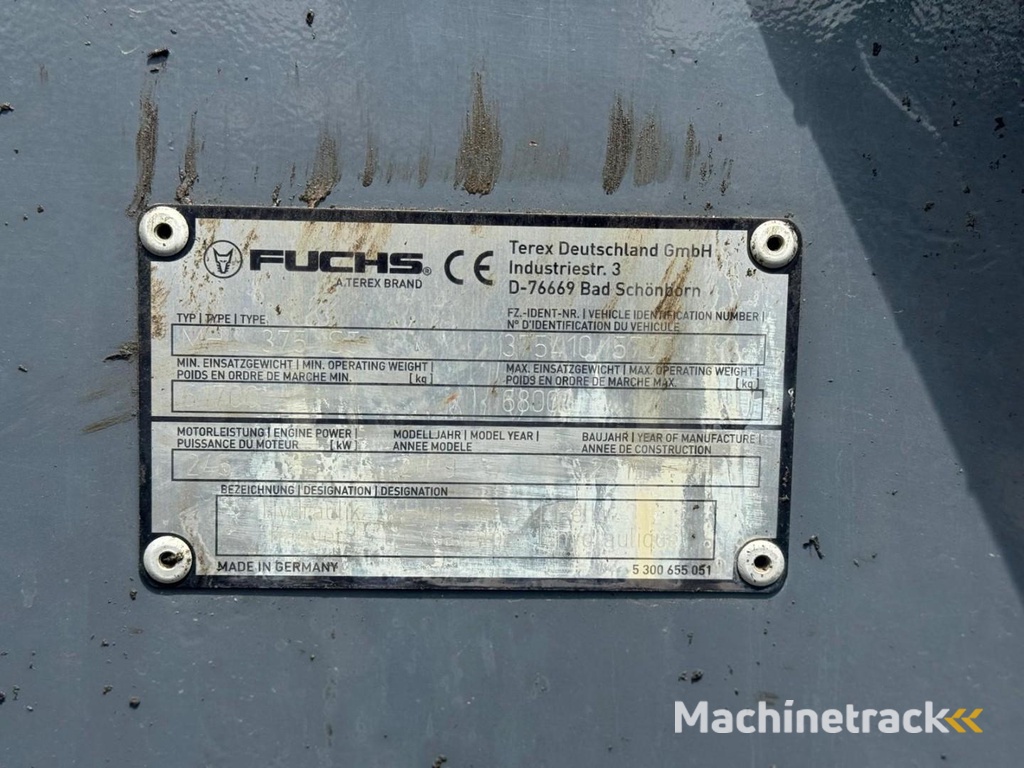 FUCHS®
A TEREX BRAND
CE
Terex Deutschland GmbH
Industriestr. 3
D-76669 Bad Schönborn
TYP | TYPE | TYPE
FZ.-IDENT-NR. | VEHICLE IDENTIFICATION NUMBER |
N° D'IDENTIFICATION DU VEHICULE
MIN. EINSATZGEWICHT | MIN. OPERATING WEIGHT |
POIDS EN ORDRE DE MARCHE MIN. [kg]
MAX. EINSATZGEWICHT | MAX. OPERATING WEIGHT |
POIDS EN ORDRE DE MARCHE MAX. [kg]
MOTORLEISTUNG | ENGINE POWER |
PUISSANCE DU MOTEUR [kW]
MODELLJAHR | MODEL YEAR |
ANNEE MODELE
BAUJAHR | YEAR OF MANUFACTURE |
ANNEE DE CONSTRUCTION
BEZEICHNUNG | DESIGNATION | DESIGNATION
MADE IN GERMANY
5 300 655 051
Machinetrack